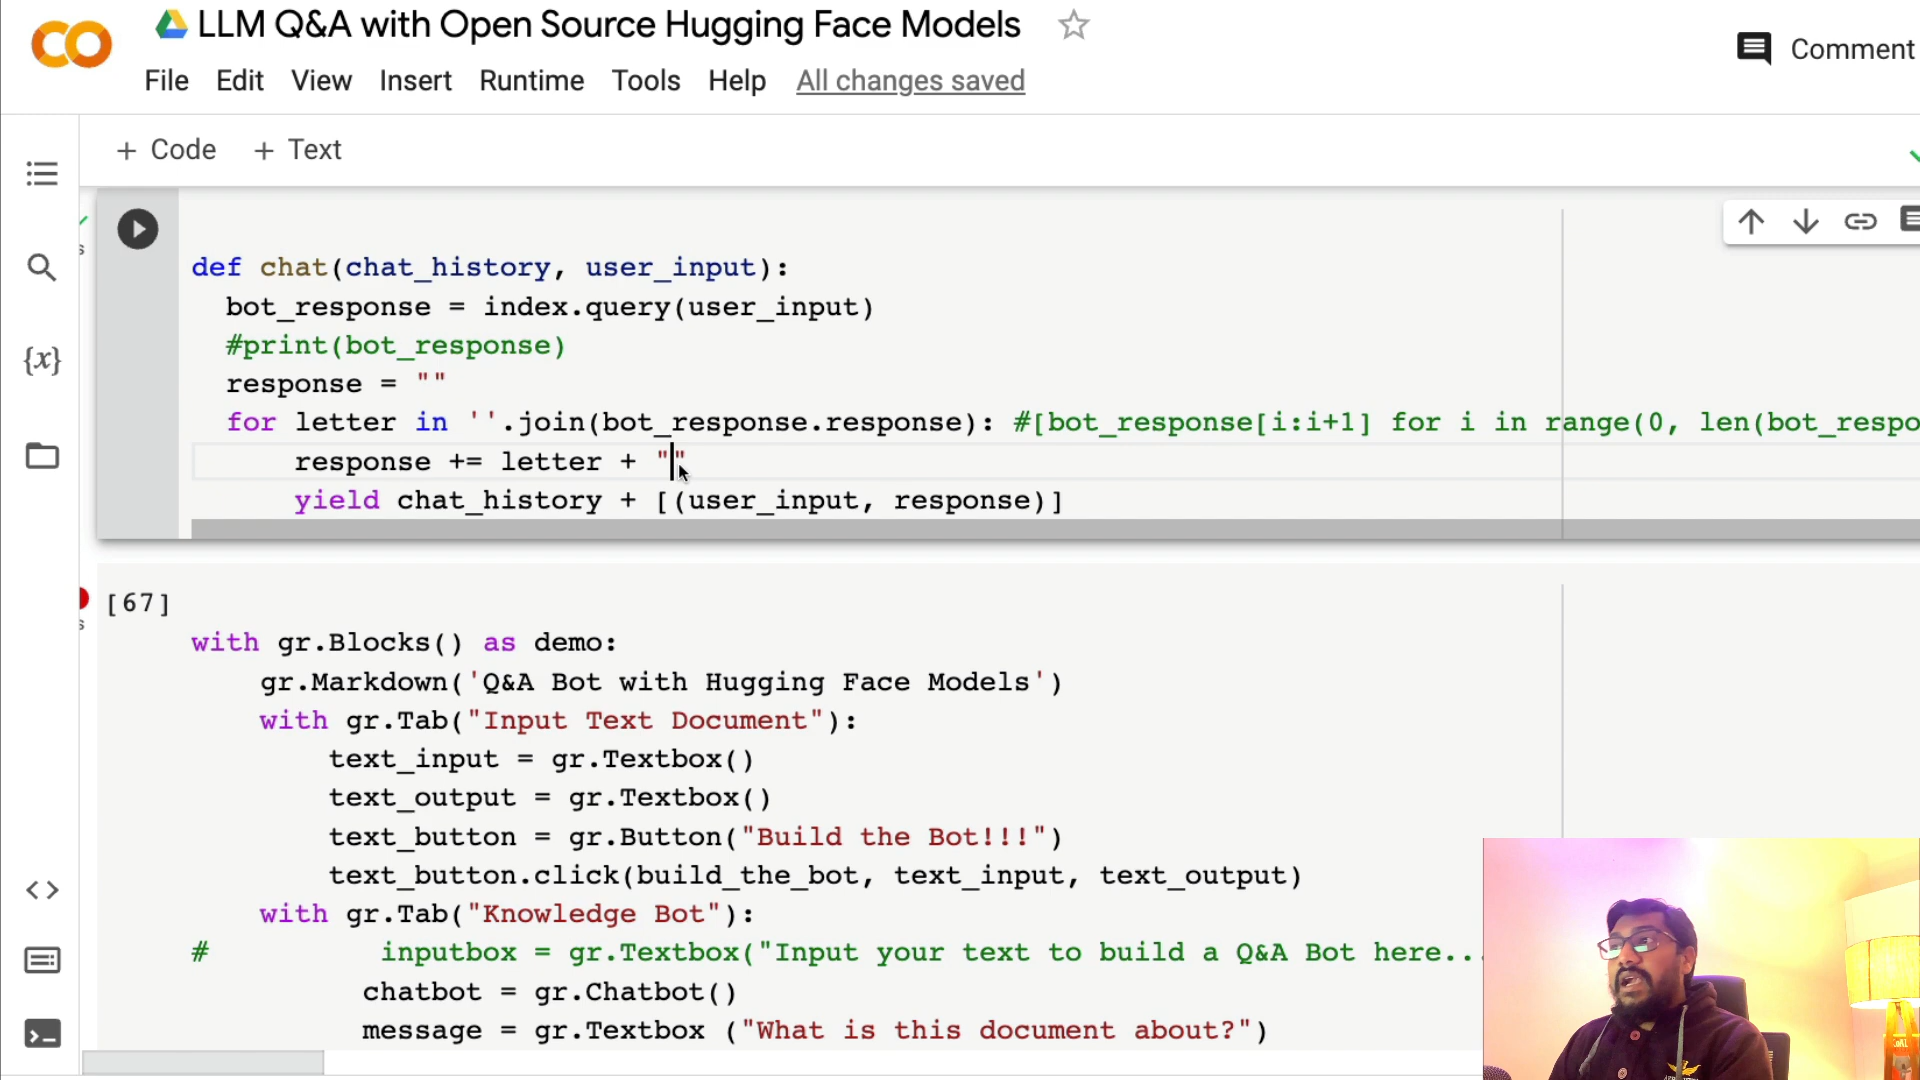 LLM Q&A with Open Source Hugging Face Models
Comment
File Edit View Insert Runtime Tools Help All changes saved
+ Code + Text
def chat(chat_history, user_input):
bot_response = index.query(user_input)
#print(bot_response)
response = ""
for letter in ''.join(bot_response.response): #[bot_response[i:i+1] for i in range(0, len(bot_respo
response += letter + ""
yield chat_history + [(user_input, response)]
[67]
with gr.Blocks() as demo:
gr.Markdown('Q&A Bot with Hugging Face Models')
with gr.Tab("Input Text Document"):
text_input = gr.Textbox()
text_output = gr.Textbox()
text_button = gr.Button("Build the Bot!!!")
text_button.click(build_the_bot, text_input, text_output)
with gr.Tab("Knowledge Bot"):
# inputbox = gr.Textbox("Input your text to build a Q&A Bot here..
chatbot = gr.Chatbot()
message = gr.Textbox ("What is this document about?")